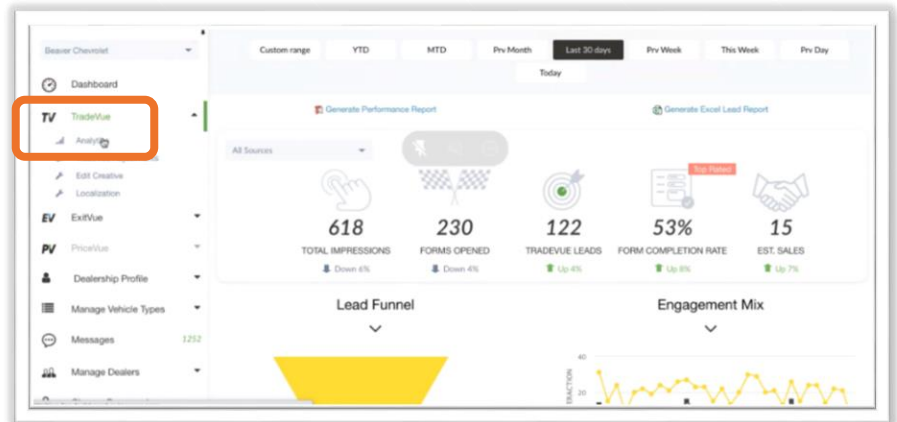 Beaver Chevrolet
Dashboard
TV TradeVue
Analytics
Edit Creative
Localization
EV ExitVue
PV PriceVue
Dealership Profile
Manage Vehicle Types
Messages 1252
Manage Dealers
Custom range YTD MTD Prv Month Last 30 days Prv Week This Week Prv Day
Today
Generate Performance Report Generate Excel Lead Report
All Sources
Top Rated
618 230 122 53% 15
TOTAL IMPRESSIONS FORMS OPENED TRADEVUE LEADS FORM COMPLETION RATE EST. SALES
Down 6% Down 4% Up 4% Up 8% Up 7%
Lead Funnel Engagement Mix
40
20